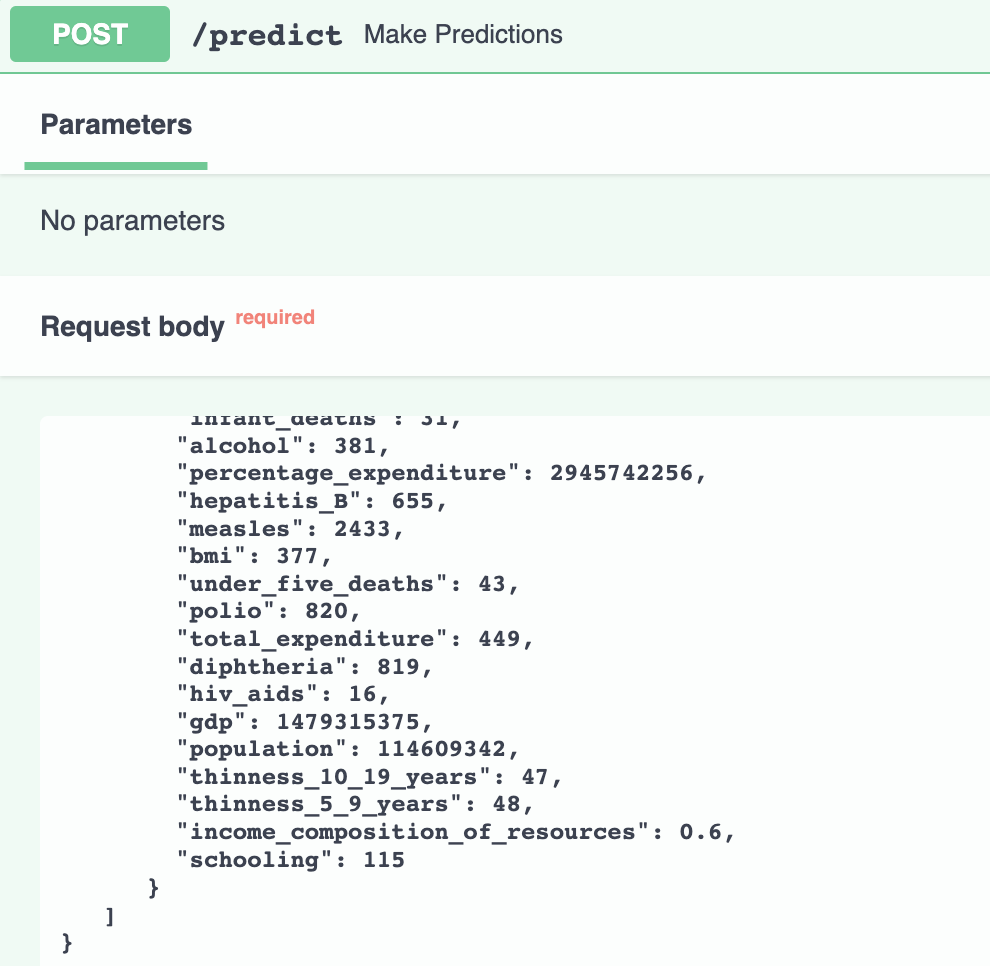 POST /predict Make Predictions
Parameters
No parameters
Request body required
"infant_deaths": 31,
"alcohol": 381,
"percentage_expenditure": 2945742256,
"hepatitis_B": 655,
"measles": 2433,
"bmi": 377,
"under_five_deaths": 43,
"polio": 820,
"total_expenditure": 449,
"diphtheria": 819,
"hiv_aids": 16,
"gdp": 1479315375,
"population": 114609342,
"thinness_10_19_years": 47,
"thinness_5_9_years": 48,
"income_composition_of_resources": 0.6,
"schooling": 115
}
]
}